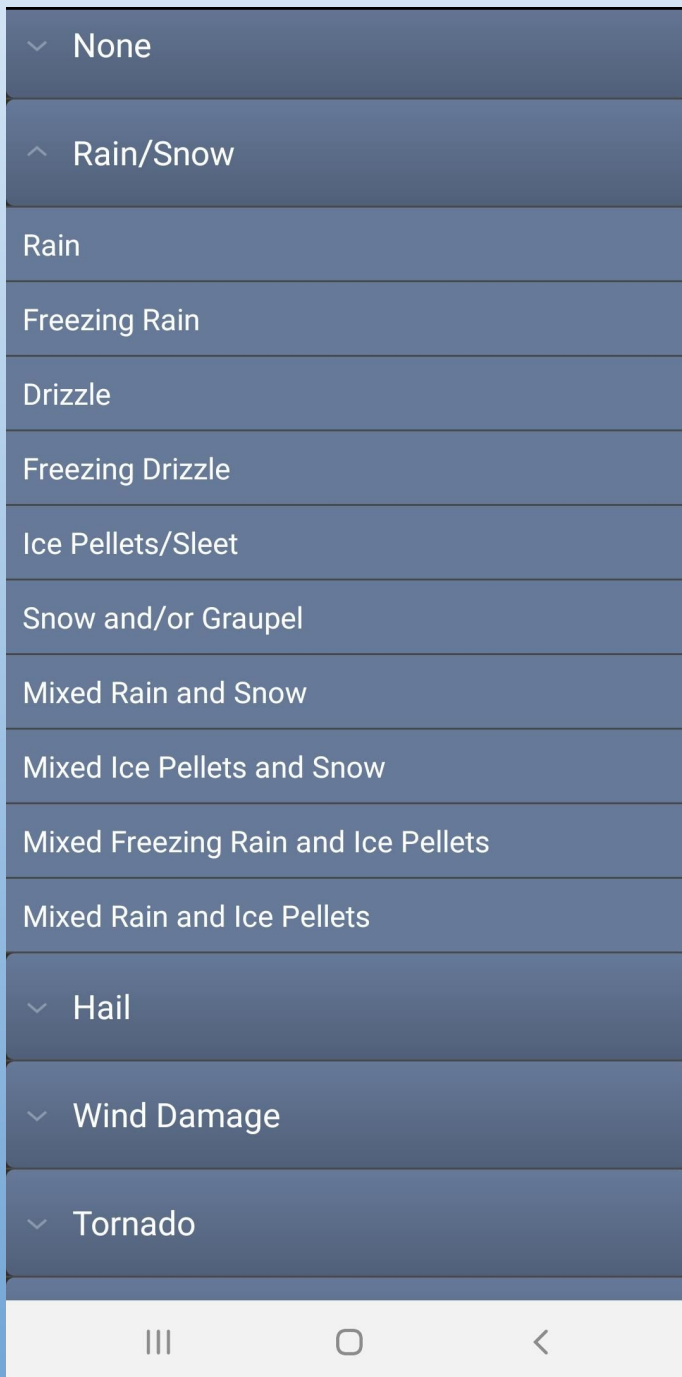 None
Rain/Snow
Rain
Freezing Rain
Drizzle
Freezing Drizzle
Ice Pellets/Sleet
Snow and/or Graupel
Mixed Rain and Snow
Mixed Ice Pellets and Snow
Mixed Freezing Rain and Ice Pellets
Mixed Rain and Ice Pellets
Hail
Wind Damage
Tornado